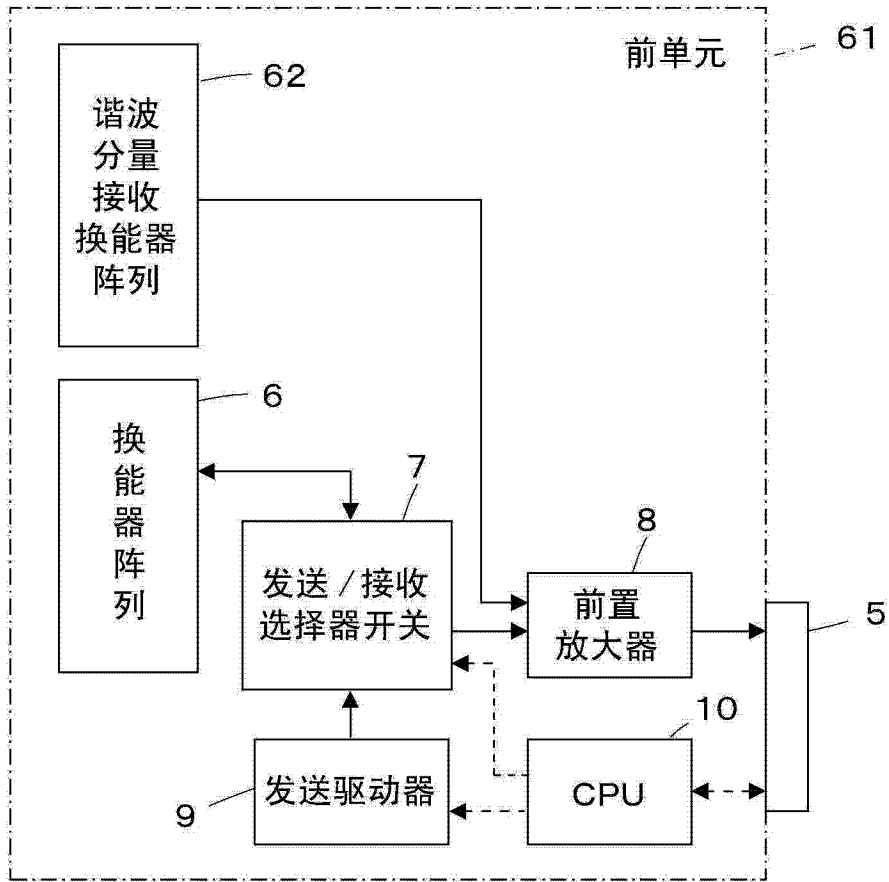 前单元
61
62
谐波
分量
接收
换能器
阵列
6
换
能
器
阵
列
7
发送/接收
选择器开关
8
前置
放大器
5
9
发送驱动器
10
CPU